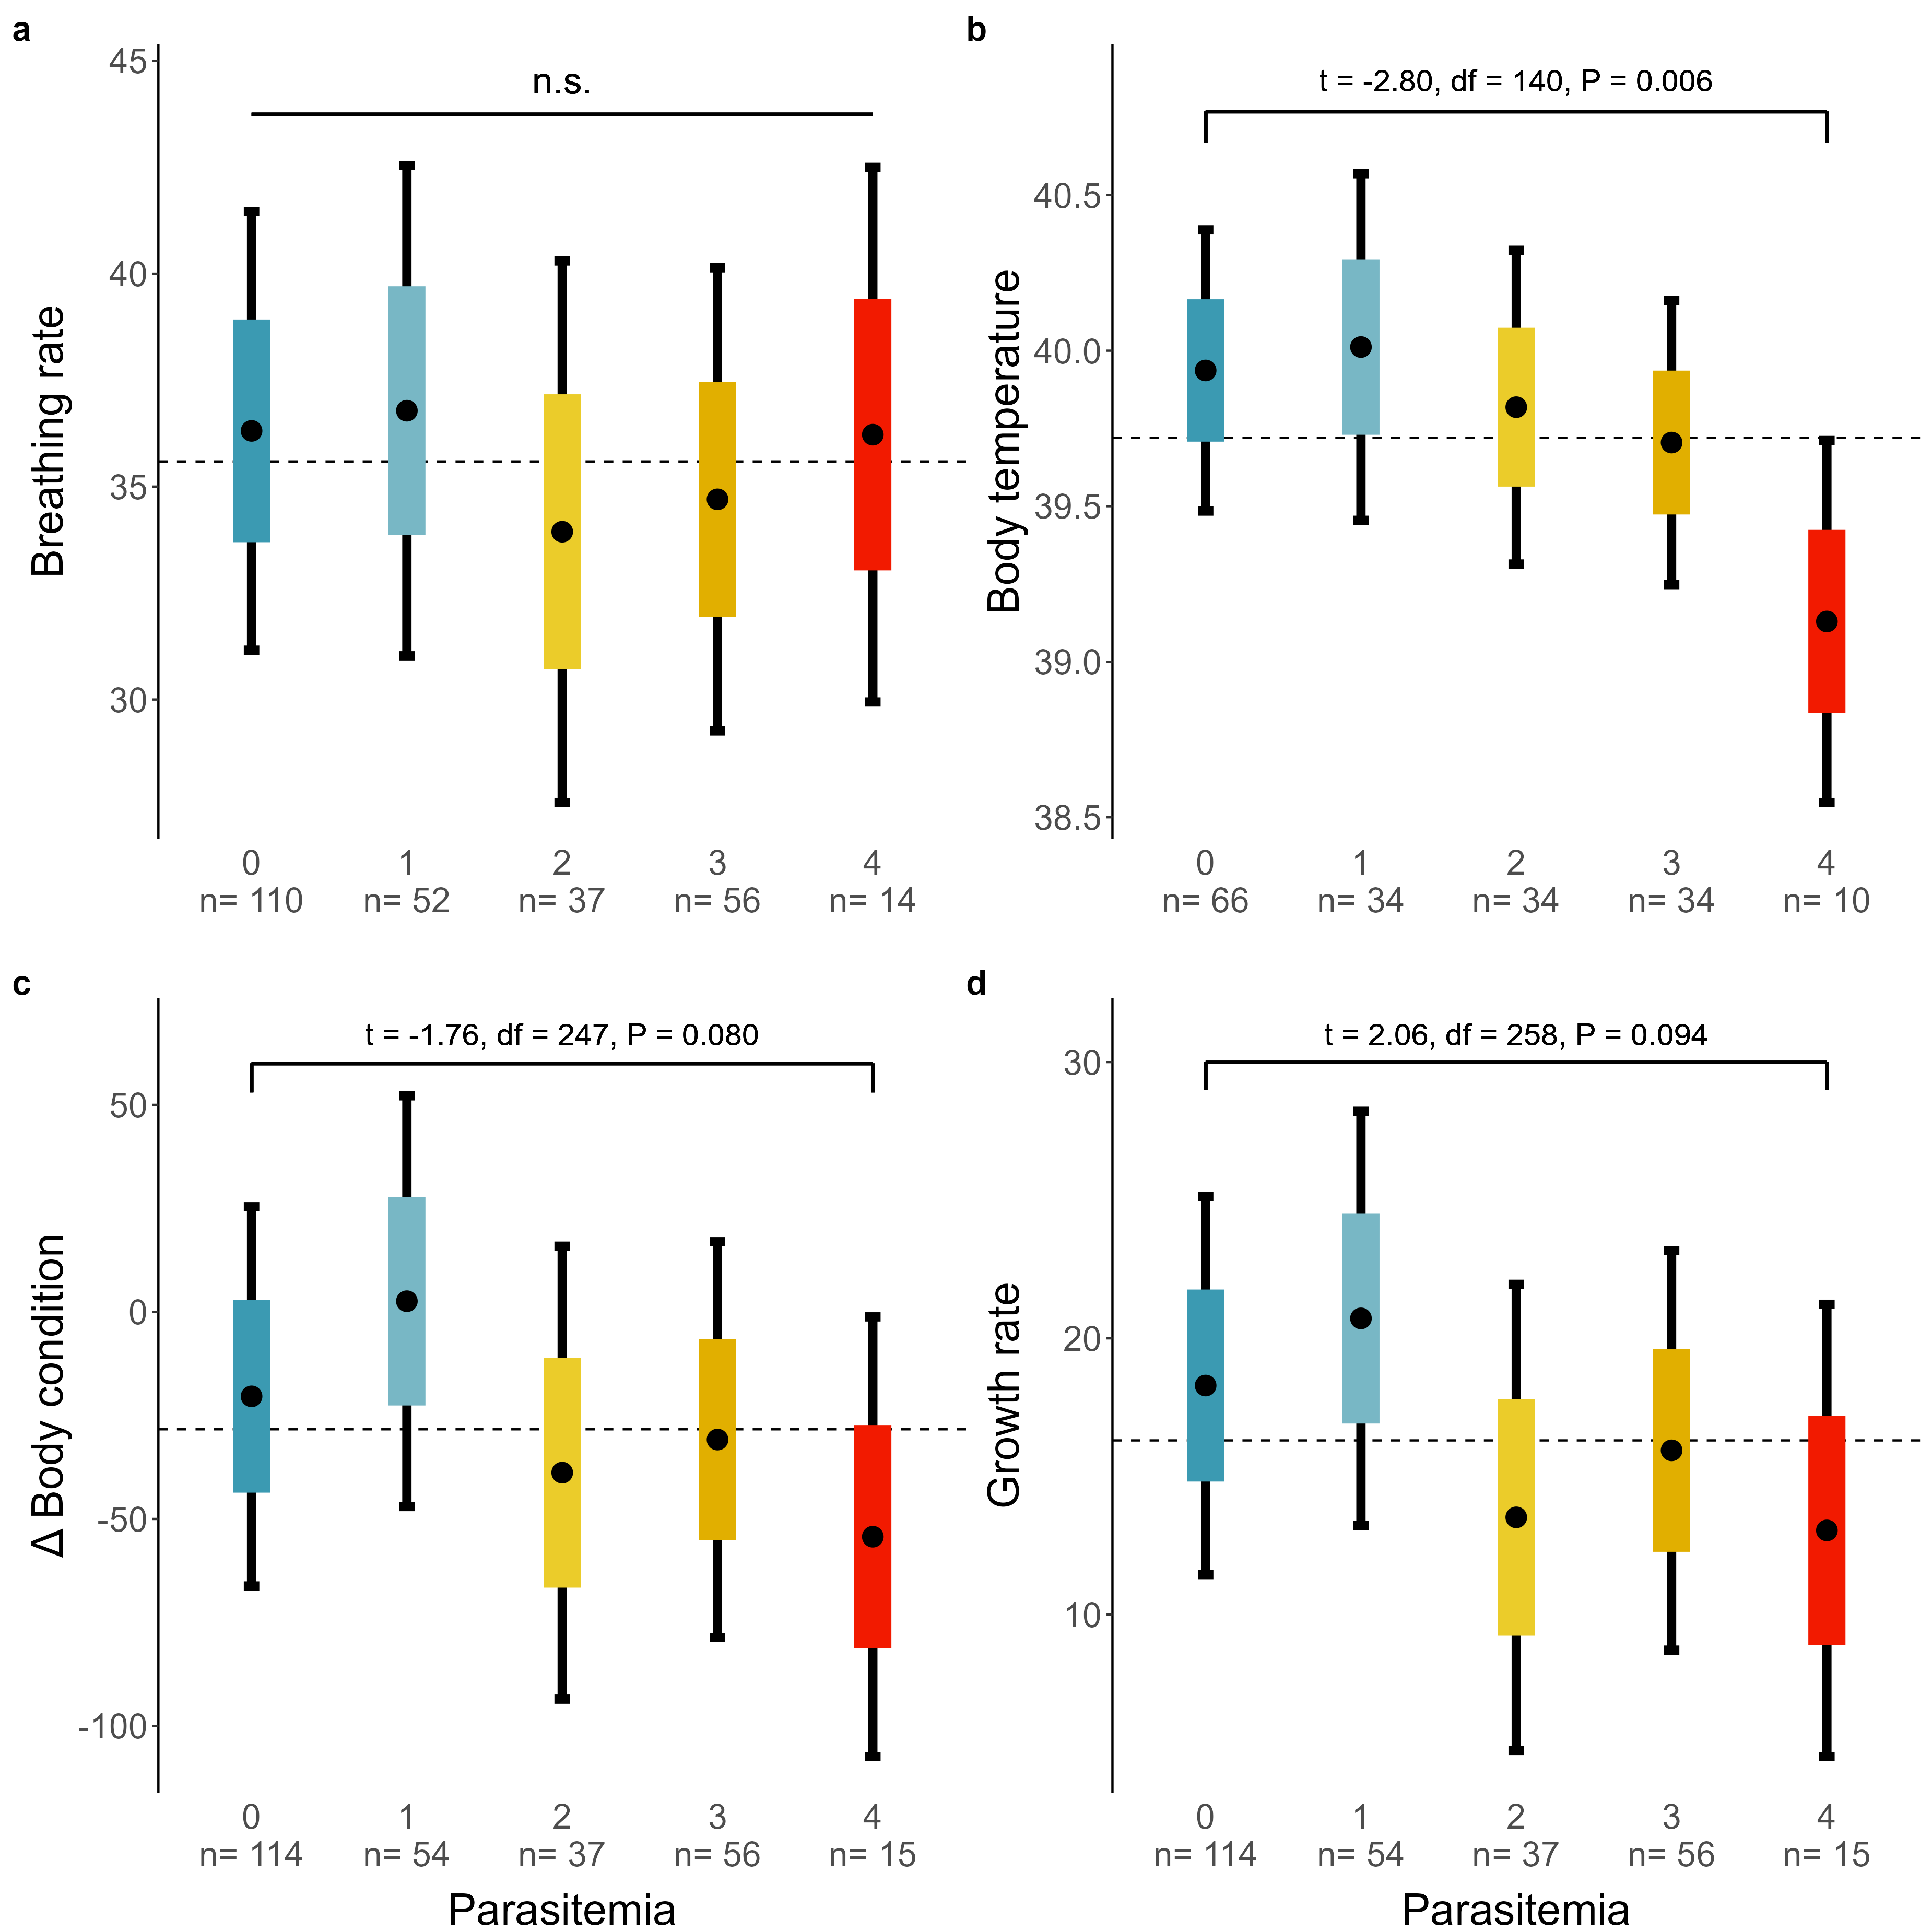 a
n.s.
Breathing rate
45
40
35
30
0 1 2 3 4
n= 110 n= 52 n= 37 n= 56 n= 14
b
t = -2.80, df = 140, P = 0.006
Body temperature
40.5
40.0
39.5
39.0
38.5
0 1 2 3 4
n= 66 n= 34 n= 34 n= 34 n= 10
c
t = -1.76, df = 247, P = 0.080
Δ Body condition
50
0
-50
-100
0 1 2 3 4
n= 114 n= 54 n= 37 n= 56 n= 15
Parasitemia
d
t = 2.06, df = 258, P = 0.094
Growth rate
30
20
10
0 1 2 3 4
n= 114 n= 54 n= 37 n= 56 n= 15
Parasitemia